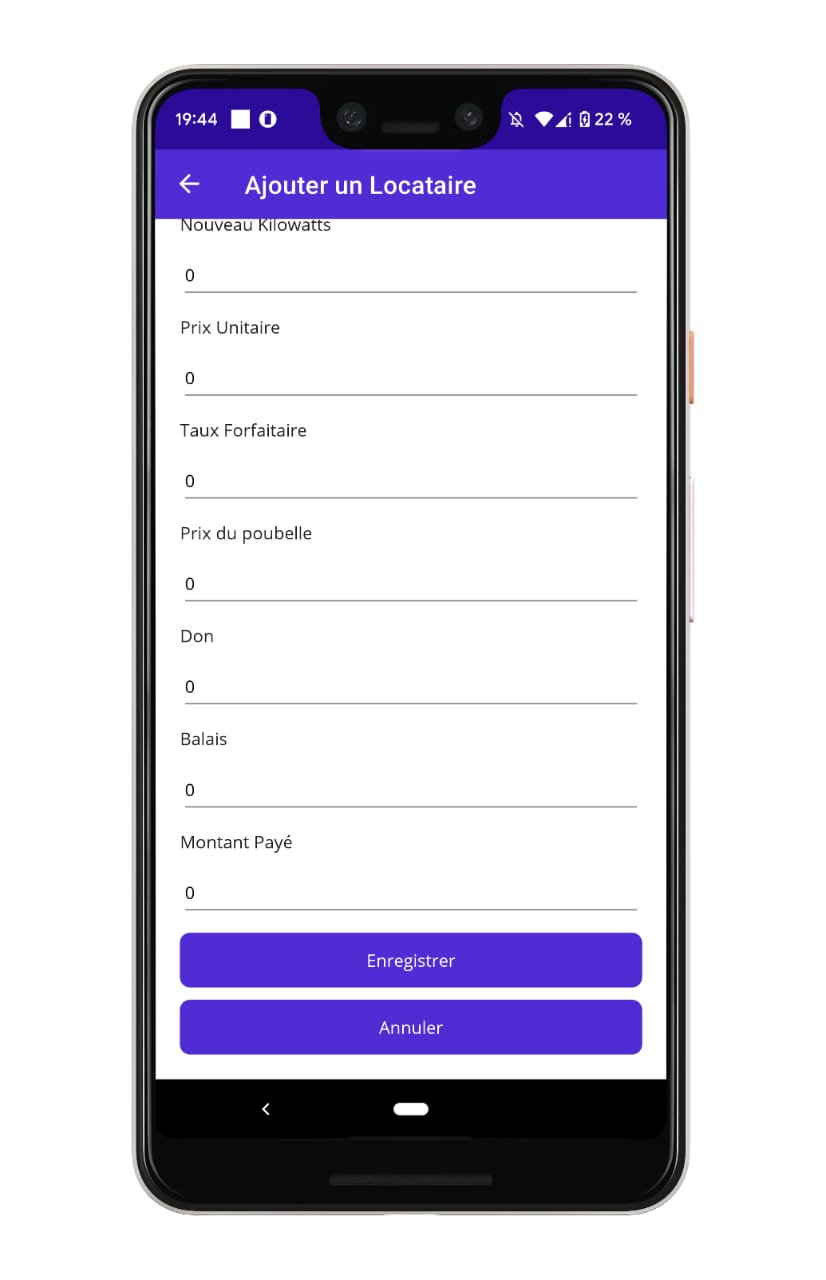 19:44 22 %
Ajouter un Locataire
Nouveau Kilowatts
0
Prix Unitaire
0
Taux Forfaitaire
0
Prix du poubelle
0
Don
0
Balais
0
Montant Payé
0
Enregistrer
Annuler